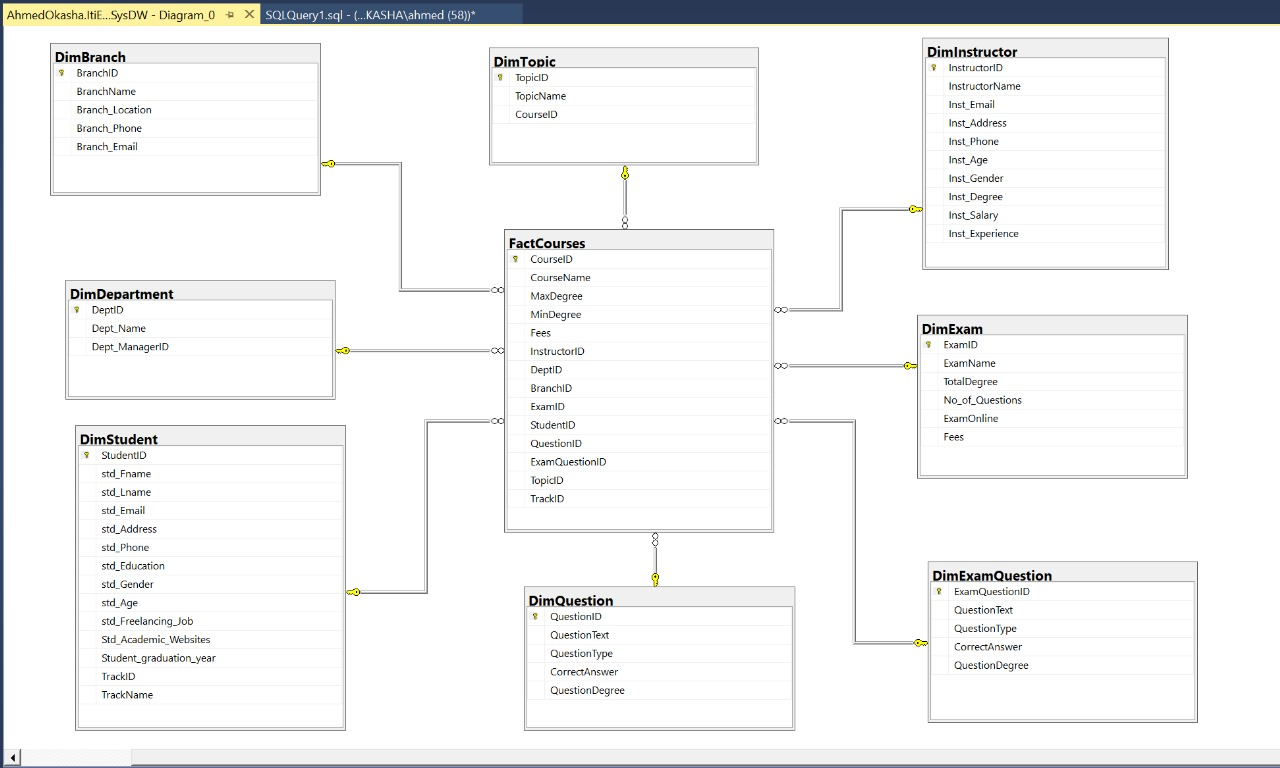 AhmedOkasha.ItiE...SysDW - Diagram_0
SQLQuery1.sql - (...KASHA\ahmed (58))*
DimBranch
BranchID
BranchName
Branch_Location
Branch_Phone
Branch_Email
DimTopic
TopicID
TopicName
CourseID
DimInstructor
InstructorID
InstructorName
Inst_Email
Inst_Address
Inst_Phone
Inst_Age
Inst_Gender
Inst_Degree
Inst_Salary
Inst_Experience
DimDepartment
DeptID
Dept_Name
Dept_ManagerID
FactCourses
CourseID
CourseName
MaxDegree
MinDegree
Fees
InstructorID
DeptID
BranchID
ExamID
StudentID
QuestionID
ExamQuestionID
TopicID
TrackID
DimExam
ExamID
ExamName
TotalDegree
No_of_Questions
ExamOnline
Fees
DimStudent
StudentID
std_Fname
std_Lname
std_Email
std_Address
std_Phone
std_Education
std_Gender
std_Age
std_Freelancing_Job
Std_Academic_Websites
Student_graduation_year
TrackID
TrackName
DimQuestion
QuestionID
QuestionText
QuestionType
CorrectAnswer
QuestionDegree
DimExamQuestion
ExamQuestionID
QuestionText
QuestionType
CorrectAnswer
QuestionDegree